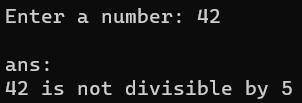 Enter a number: 42
ans:
42 is not divisible by 5